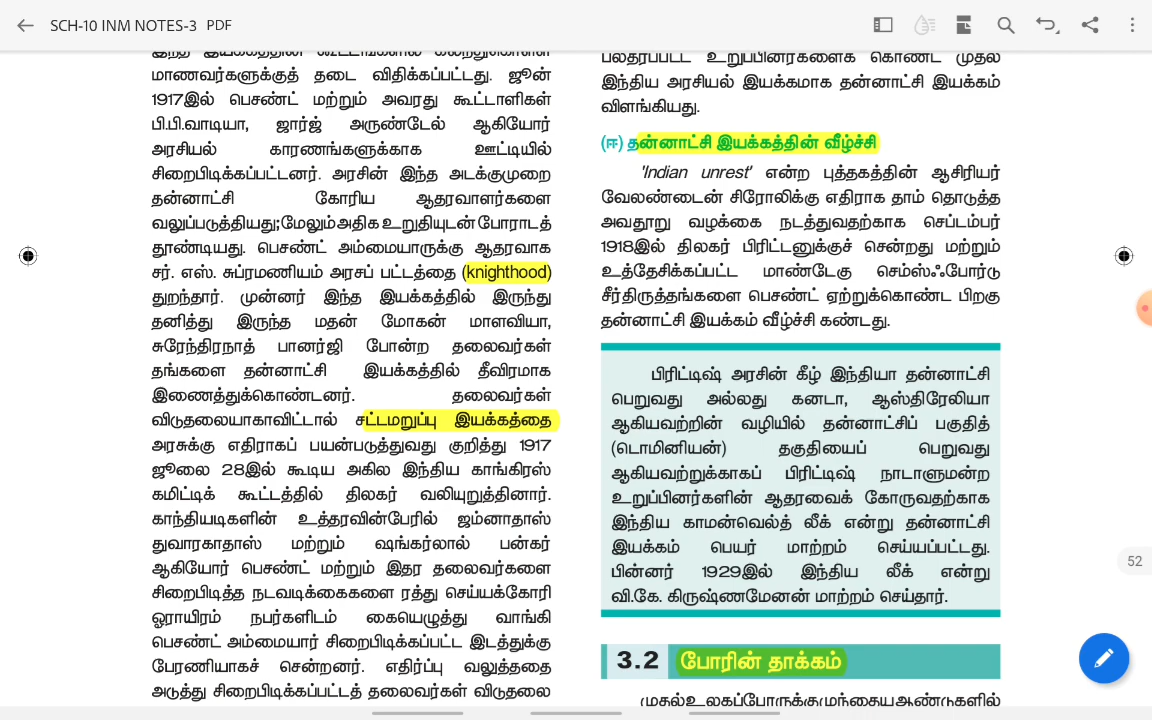 SCH-10 INM NOTES-3 PDF
இந்த இயக்கத்தின் கூட்டங்களில் கலந்துகொள்ள
மாணவர்களுக்குத் தடை விதிக்கப்பட்டது. ஜூன்
1917இல் பெசண்ட் மற்றும் அவரது கூட்டாளிகள்
பி.பி.வாடியா, ஜார்ஜ் அருண்டேல் ஆகியோர்
அரசியல் காரணங்களுக்காக ஊட்டியில்
சிறைபிடிக்கப்பட்டனர். அரசின் இந்த அடக்குமுறை
தன்னாட்சி கோரிய ஆதரவாளர்களை
வலுப்படுத்தியது;மேலும்அதிக உறுதியுடன் போராடத்
தூண்டியது. பெசண்ட் அம்மையாருக்கு ஆதரவாக
சர். எஸ். சுப்ரமணியம் அரசப் பட்டத்தை (knighthood)
துறந்தார். முன்னர் இந்த இயக்கத்தில் இருந்து
தனித்து இருந்த மதன் மோகன் மாளவியா,
சுரேந்திரநாத் பானர்ஜி போன்ற தலைவர்கள்
தங்களை தன்னாட்சி இயக்கத்தில் தீவிரமாக
இணைத்துக்கொண்டனர். தலைவர்கள்
விடுதலையாகாவிட்டால் சட்டமறுப்பு இயக்கத்தை
அரசுக்கு எதிராகப் பயன்படுத்துவது குறித்து 1917
ஜூலை 28இல் கூடிய அகில இந்திய காங்கிரஸ்
கமிட்டிக் கூட்டத்தில் திலகர் வலியுறுத்தினார்.
காந்தியடிகளின் உத்தரவின்பேரில் ஜம்னாதாஸ்
துவாரகாதாஸ் மற்றும் ஷங்கர்லால் பன்கர்
ஆகியோர் பெசண்ட் மற்றும் இதர தலைவர்களை
சிறைபிடித்த நடவடிக்கைகளை ரத்து செய்யக்கோரி
ஓராயிரம் நபர்களிடம் கையெழுத்து வாங்கி
பெசண்ட் அம்மையார் சிறைபிடிக்கப்பட்ட இடத்துக்கு
பேரணியாகச் சென்றனர். எதிர்ப்பு வலுத்ததை
அடுத்து சிறைபிடிக்கப்பட்டத் தலைவர்கள் விடுதலை
பலதரப்பட்ட உறுப்பினர்களைக் கொண்ட முதல்
இந்திய அரசியல் இயக்கமாக தன்னாட்சி இயக்கம்
விளங்கியது.
(ஈ) தன்னாட்சி இயக்கத்தின் வீழ்ச்சி
'Indian unrest' என்ற புத்தகத்தின் ஆசிரியர்
வேலண்டைன் சிரோலிக்கு எதிராக தாம் தொடுத்த
அவதூறு வழக்கை நடத்துவதற்காக செப்டம்பர்
1918இல் திலகர் பிரிட்டனுக்குச் சென்றது மற்றும்
உத்தேசிக்கப்பட்ட மாண்டேகு செம்ஸ்ஃபோர்டு
சீர்திருத்தங்களை பெசண்ட் ஏற்றுக்கொண்ட பிறகு
தன்னாட்சி இயக்கம் வீழ்ச்சி கண்டது.
பிரிட்டிஷ் அரசின் கீழ் இந்தியா தன்னாட்சி
பெறுவது அல்லது கனடா, ஆஸ்திரேலியா
ஆகியவற்றின் வழியில் தன்னாட்சிப் பகுதித்
(டொமினியன்) தகுதியைப் பெறுவது
ஆகியவற்றுக்காகப் பிரிட்டிஷ் நாடாளுமன்ற
உறுப்பினர்களின் ஆதரவைக் கோருவதற்காக
இந்திய காமன்வெல்த் லீக் என்று தன்னாட்சி
இயக்கம் பெயர் மாற்றம் செய்யப்பட்டது.
பின்னர் 1929இல் இந்திய லீக் என்று
வி.கே. கிருஷ்ணமேனன் மாற்றம் செய்தார்.
52
3.2 போரின் தாக்கம்
முதல்உலகப்போருக்குமுந்தையஆண்டுகளில்